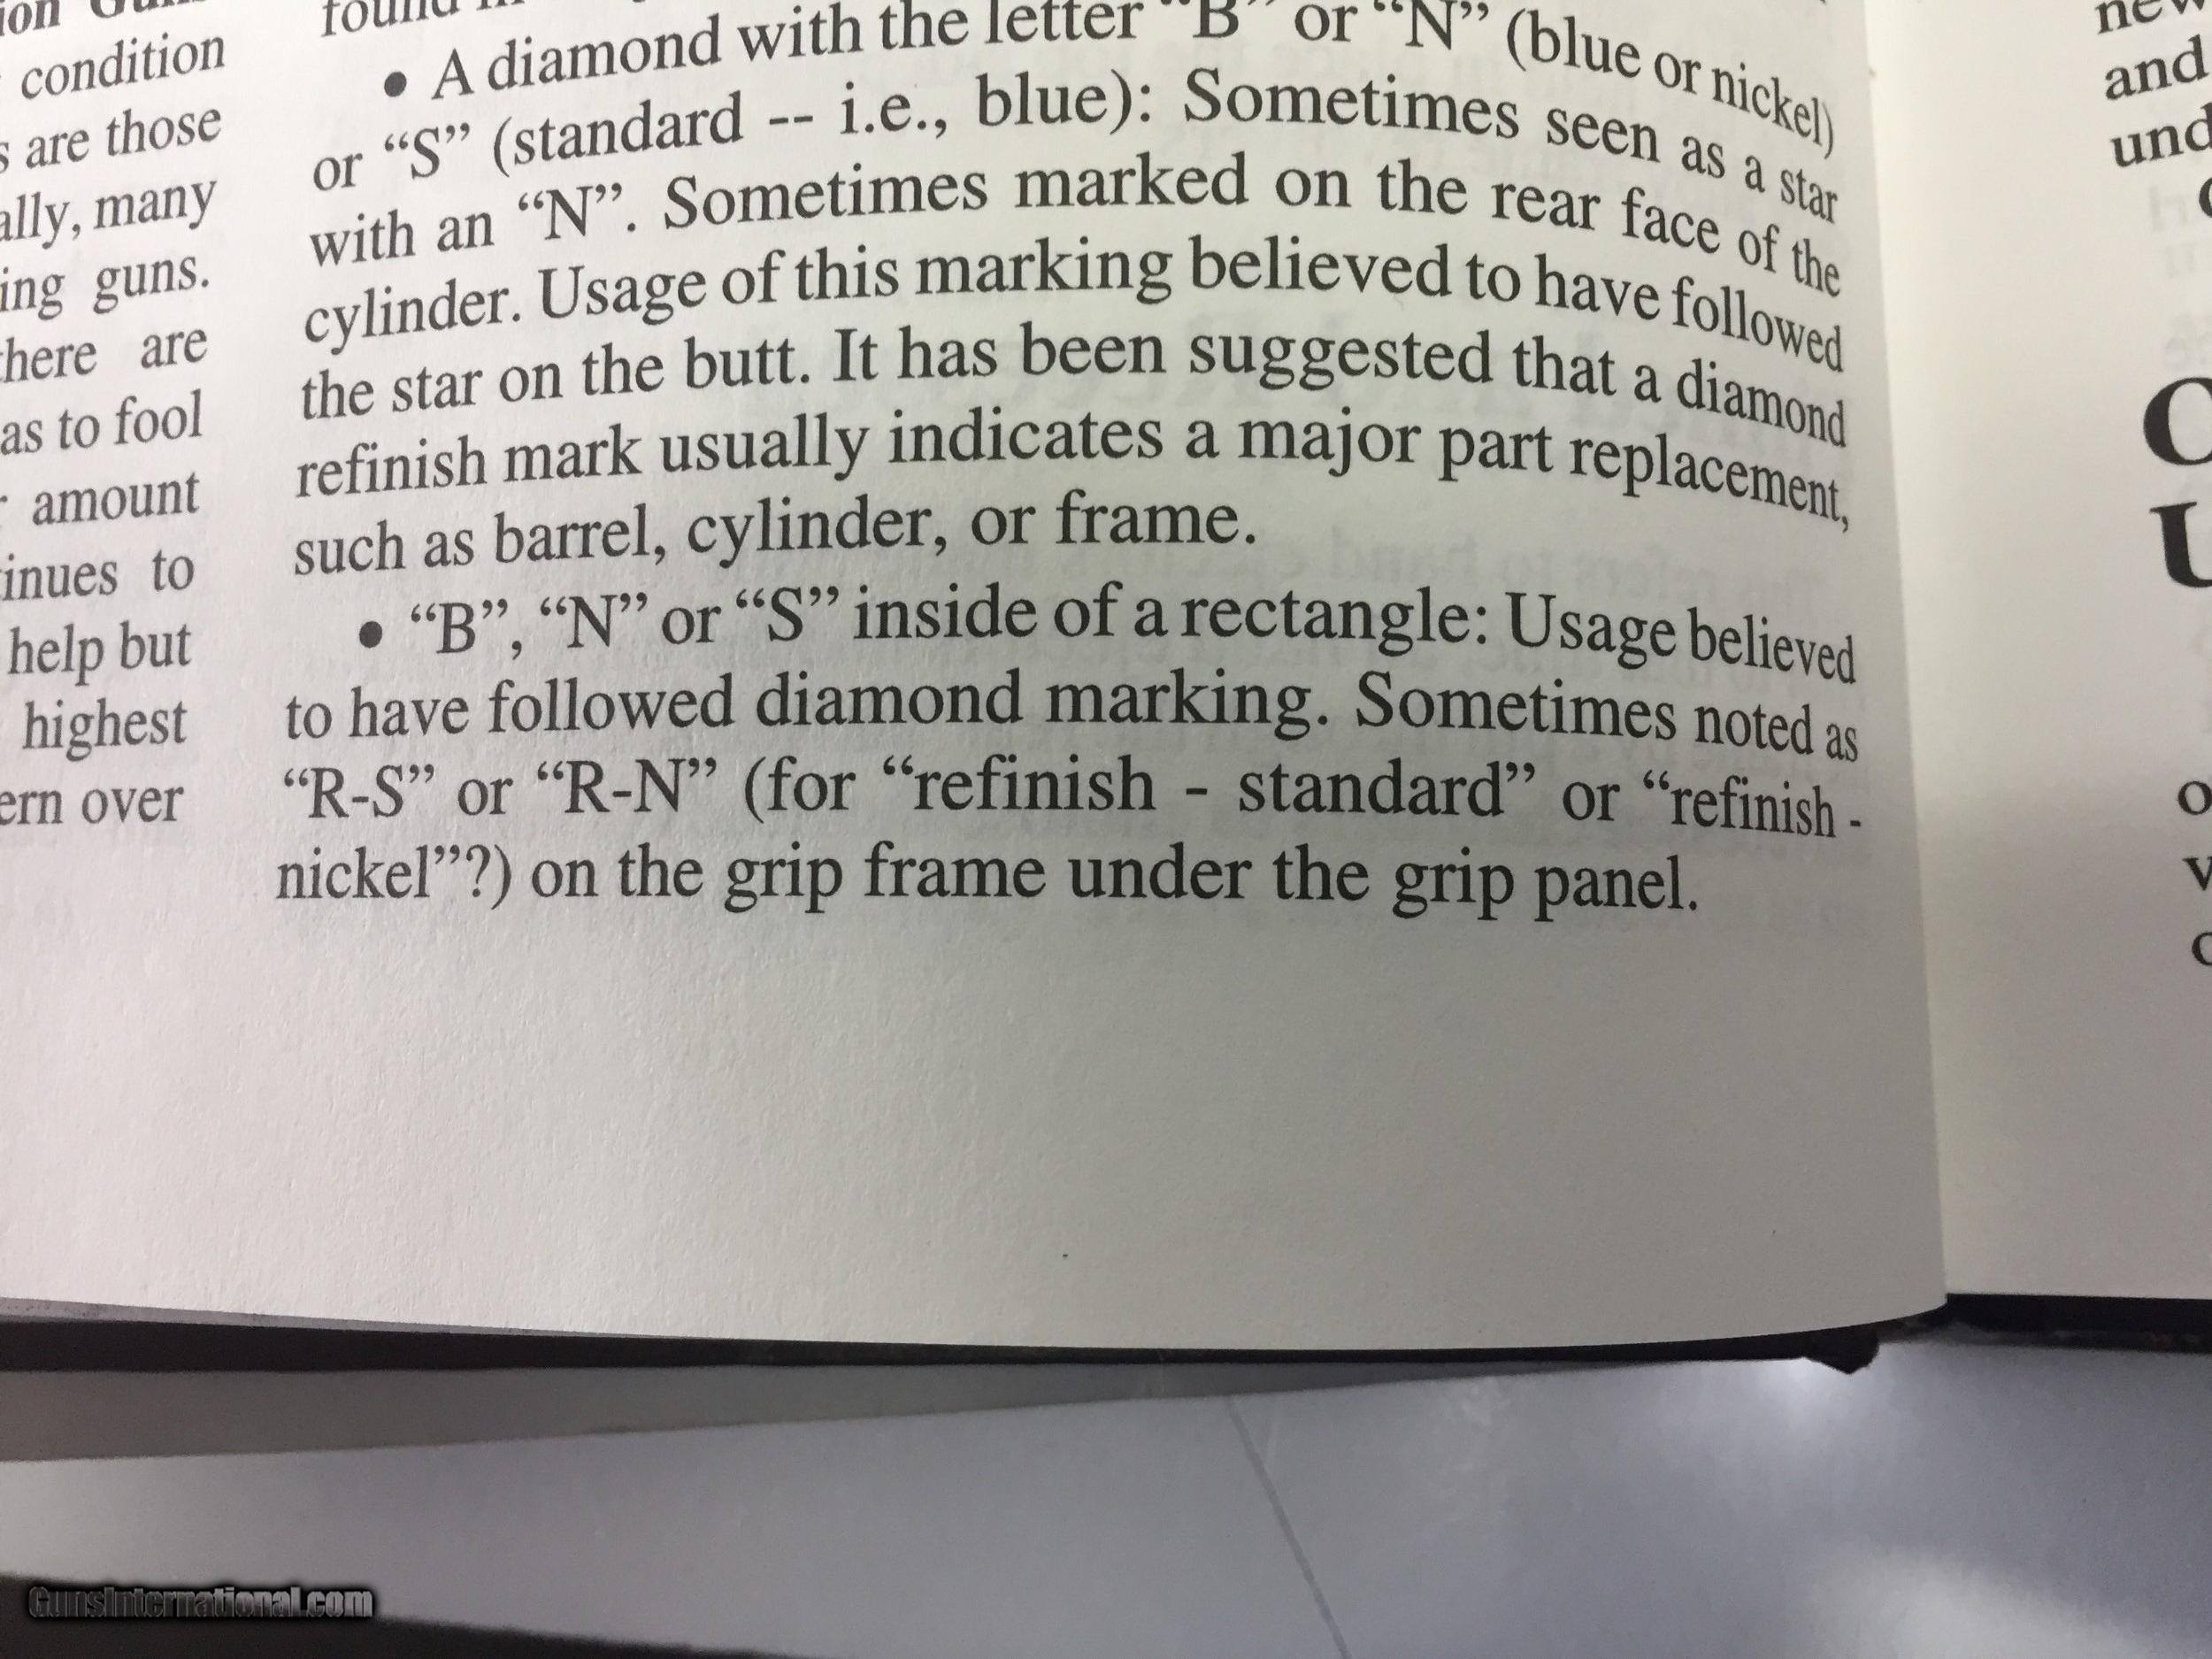 condition
are those
ally, many
ing guns.
here are
as to fool
amount
inues to
help but
highest
ern over
• A diamond with the letter “B” or “N” (blue or nickel)
or “S” (standard -- i.e., blue): Sometimes seen as a star
with an “N”. Sometimes marked on the rear face of the
cylinder. Usage of this marking believed to have followed
the star on the butt. It has been suggested that a diamond
refinish mark usually indicates a major part replacement,
such as barrel, cylinder, or frame.
• “B”, “N” or “S” inside of a rectangle: Usage believed
to have followed diamond marking. Sometimes noted as
“R-S” or “R-N” (for “refinish - standard” or “refinish -
nickel”?) on the grip frame under the grip panel.
and
und
GunsInternational.com